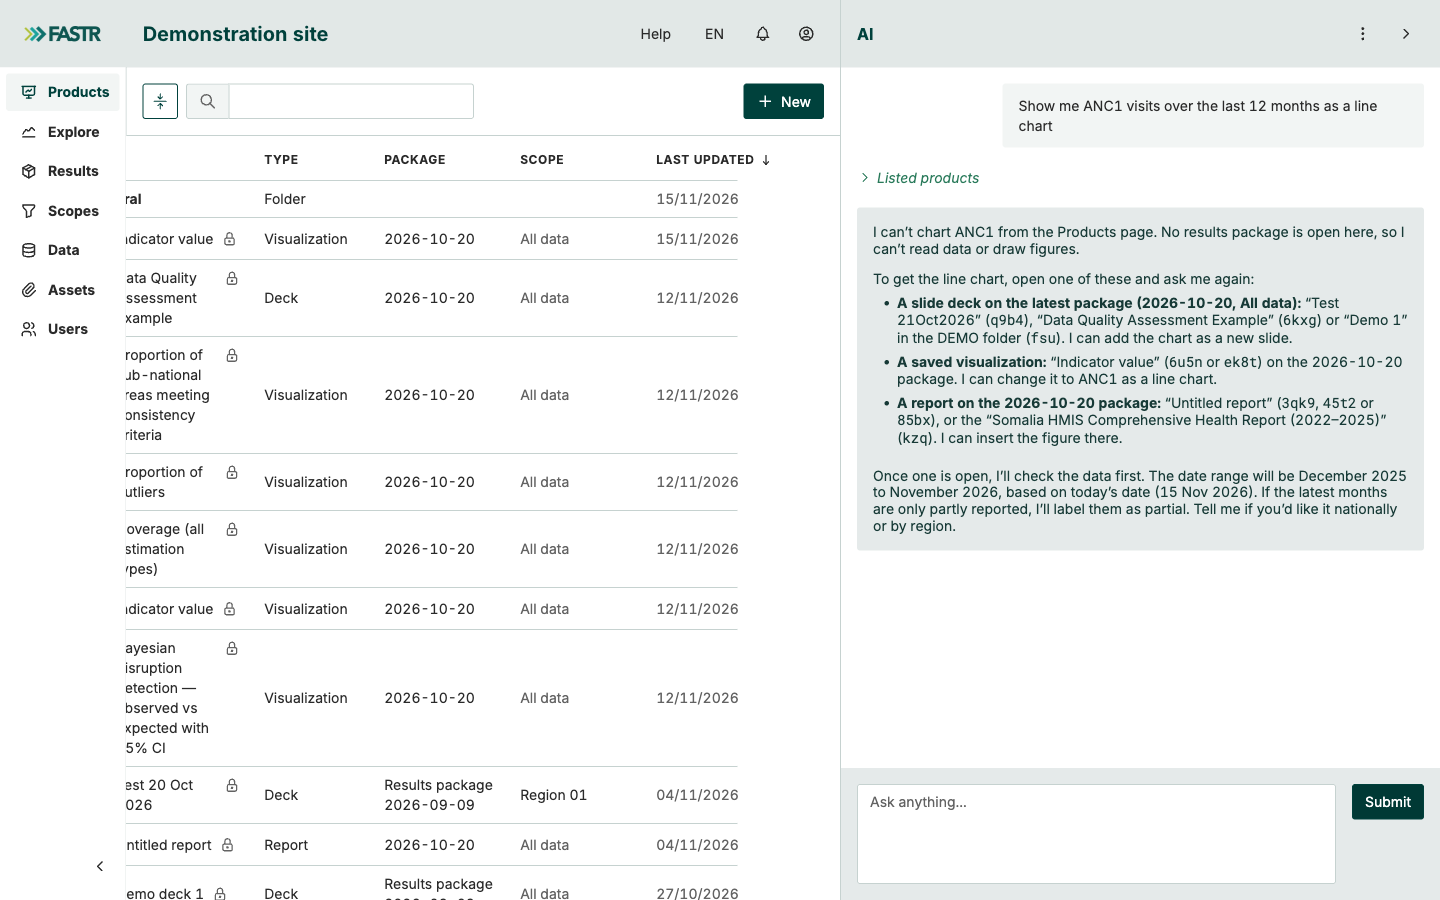 FASTR
Demonstration site
Help
EN
AI
Products
Explore
Results
Scopes
Data
Assets
Users
New
TYPE
PACKAGE
SCOPE
LAST UPDATED
ral
Folder
15/11/2026
ndicator value
Visualization
2026-10-20
All data
15/11/2026
ata Quality
ssessment
xample
Deck
2026-10-20
All data
12/11/2026
roportion of
ub-national
reas meeting
onsistency
riteria
Visualization
2026-10-20
All data
12/11/2026
roportion of
utliers
Visualization
2026-10-20
All data
12/11/2026
overage (all
stimation
ypes)
Visualization
2026-10-20
All data
12/11/2026
ndicator value
Visualization
2026-10-20
All data
12/11/2026
ayesian
isruption
etection —
bserved vs
xpected with
5% CI
Visualization
2026-10-20
All data
12/11/2026
est 20 Oct
026
Deck
Results package
2026-09-09
Region 01
04/11/2026
ntitled report
Report
2026-10-20
All data
04/11/2026
emo deck 1
Deck
Results package
All data
27/10/2026
Show me ANC1 visits over the last 12 months as a line
chart
Listed products
I can’t chart ANC1 from the Products page. No results package is open here, so I
can’t read data or draw figures.
To get the line chart, open one of these and ask me again:
• A slide deck on the latest package (2026-10-20, All data): “Test
21Oct2026” (q9b4), “Data Quality Assessment Example” (6kxg) or “Demo 1”
in the DEMO folder (fsu). I can add the chart as a new slide.
• A saved visualization: “Indicator value” (6u5n or ek8t) on the 2026-10-20
package. I can change it to ANC1 as a line chart.
• A report on the 2026-10-20 package: “Untitled report” (3qk9, 45t2 or
85bx), or the “Somalia HMIS Comprehensive Health Report (2022–2025)”
(kzq). I can insert the figure there.
Once one is open, I’ll check the data first. The date range will be December 2025
to November 2026, based on today’s date (15 Nov 2026). If the latest months
are only partly reported, I’ll label them as partial. Tell me if you’d like it nationally
or by region.
Ask anything...
Submit